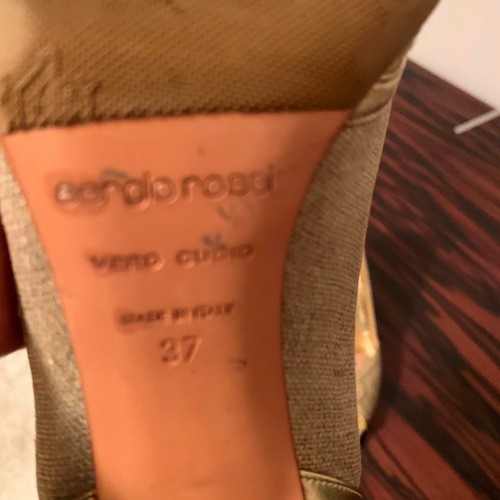 sergio rossi
VERO CUOIO
MADE IN ITALY
37